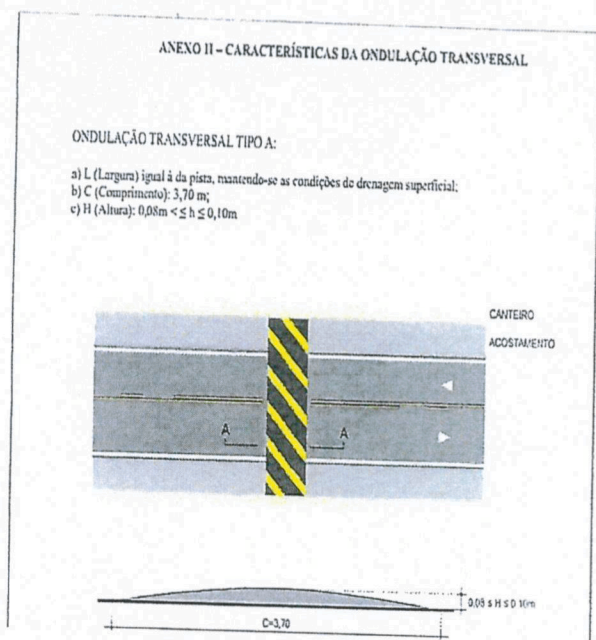 ANEXO II – CARACTERÍSTICAS DA ONDULAÇÃO TRANSVERSAL
ONDULAÇÃO TRANSVERSAL TIPO A:
a) L (Largura) igual à da pista, mantendo-se as condições de drenagem superficial;
b) C (Comprimento): 3,70 m;
c) H (Altura): 0,08m < ≤ h ≤ 0,10m
CANTEIRO
ACOSTAMENTO
A A
0,08 ≤ H ≤ 0,10m
C=3,70